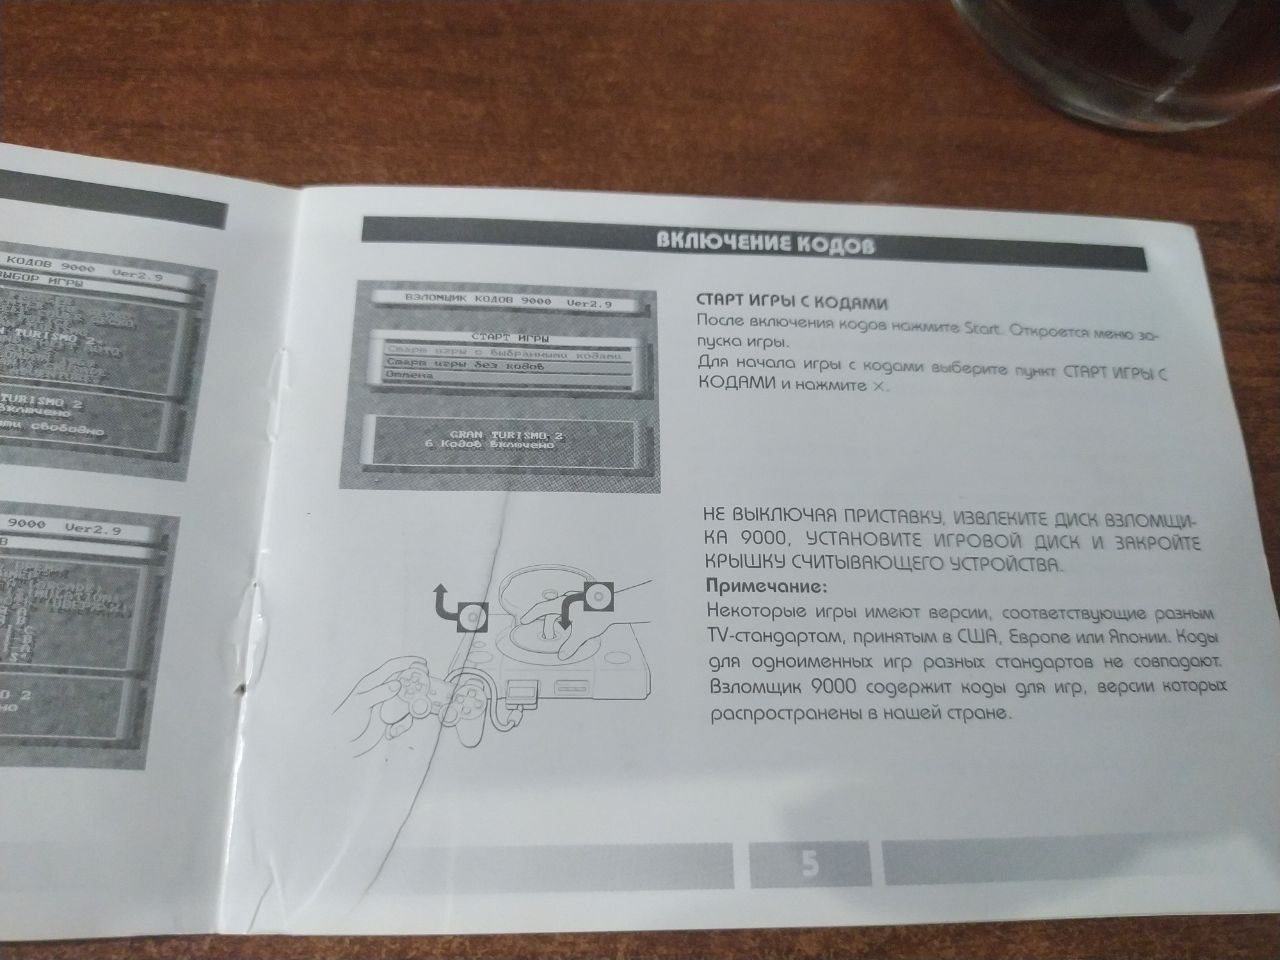 КОДОВ 9000 Ver2.9
ВЫБОР ИГРЫ
TURISMO 2
TURISMO 2
включено
свободно
9000 Ver2.9
2
ВКЛЮЧЕНИЕ КОДОВ
ВЗЛОМЩИК КОДОВ 9000 Ver2.9
СТАРТ ИГРЫ
Старт игры с выбранными кодами
Старт игры без кодов
Отмена
GRAN TURISMO 2
6 Кодов включено
СТАРТ ИГРЫ С КОДАМИ
После включения кодов нажмите Start. Откроется меню за-
пуска игры.
Для начала игры с кодами выберите пункт СТАРТ ИГРЫ С
КОДАМИ и нажмите ×.
НЕ ВЫКЛЮЧАЯ ПРИСТАВКУ, ИЗВЛЕКИТЕ ДИСК ВЗЛОМЩИ-
КА 9000, УСТАНОВИТЕ ИГРОВОЙ ДИСК И ЗАКРОЙТЕ
КРЫШКУ СЧИТЫВАЮЩЕГО УСТРОЙСТВА.
Примечание:
Некоторые игры имеют версии, соответствующие разным
TV-стандартам, принятым в США, Европе или Японии. Коды
для одноименных игр разных стандартов не совпадают.
Взломщик 9000 содержит коды для игр, версии которых
распространены в нашей стране.
5